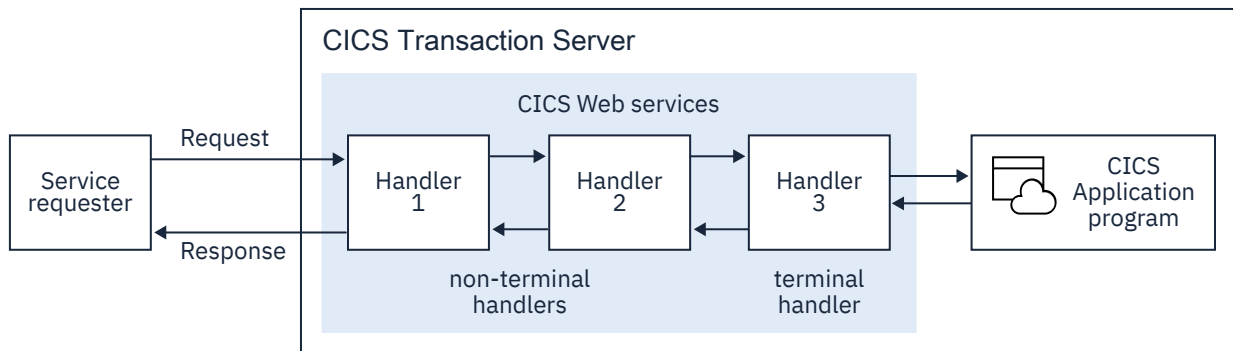 CICS Transaction Server
CICS Web services
Request
Service
requester
Response
Handler
1
Handler
2
Handler
3
CICS
Application
program
non-terminal
handlers
terminal
handler